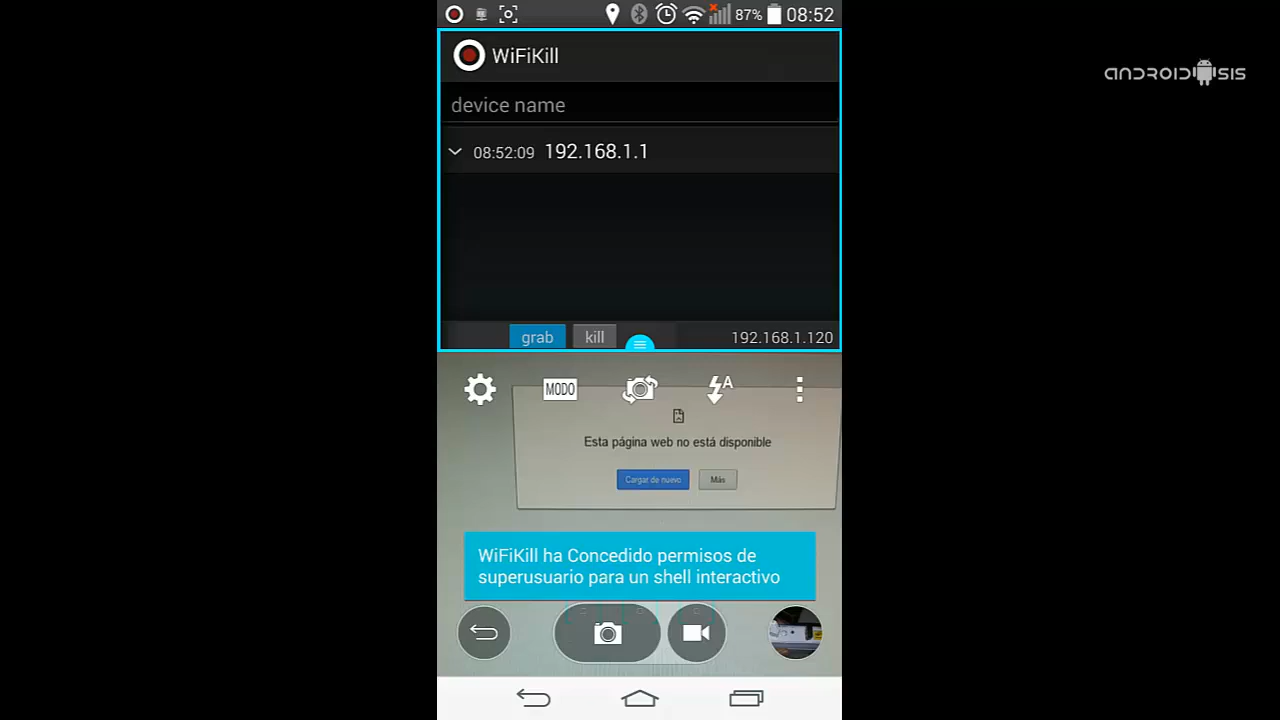 87% 08:52
ANDROIDSIS
WiFiKill
device name
08:52:09 192.168.1.1
grab kill 192.168.1.120
MODO
A
Esta página web no está disponible
Cargar de nuevo Más
WiFiKill ha Concedido permisos de
superusuario para un shell interactivo